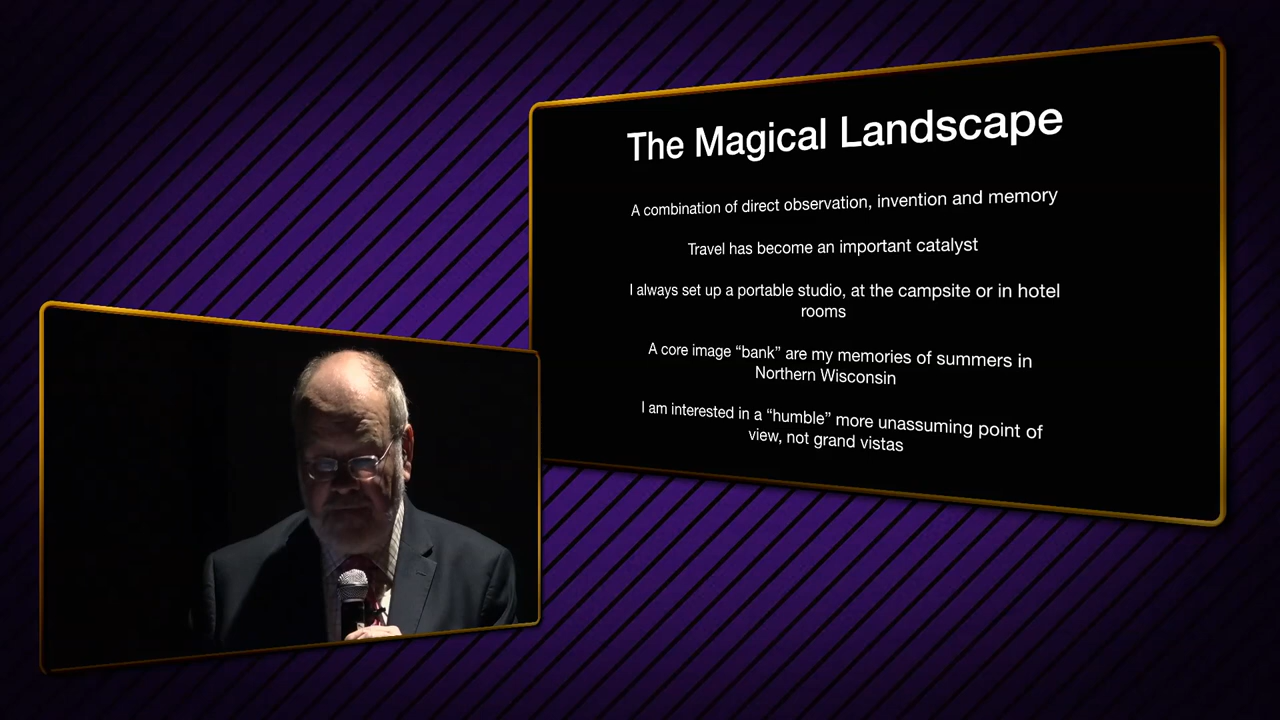 The Magical Landscape
A combination of direct observation, invention and memory
Travel has become an important catalyst
I always set up a portable studio, at the campsite or in hotel
rooms
A core image “bank” are my memories of summers in
Northern Wisconsin
I am interested in a “humble” more unassuming point of
view, not grand vistas